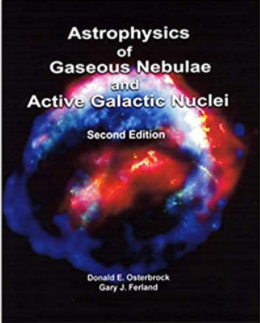 Astrophysics
of
Gaseous Nebulae
and
Active Galactic Nuclei
Second Edition
Donald E. Osterbrock
Gary J. Ferland